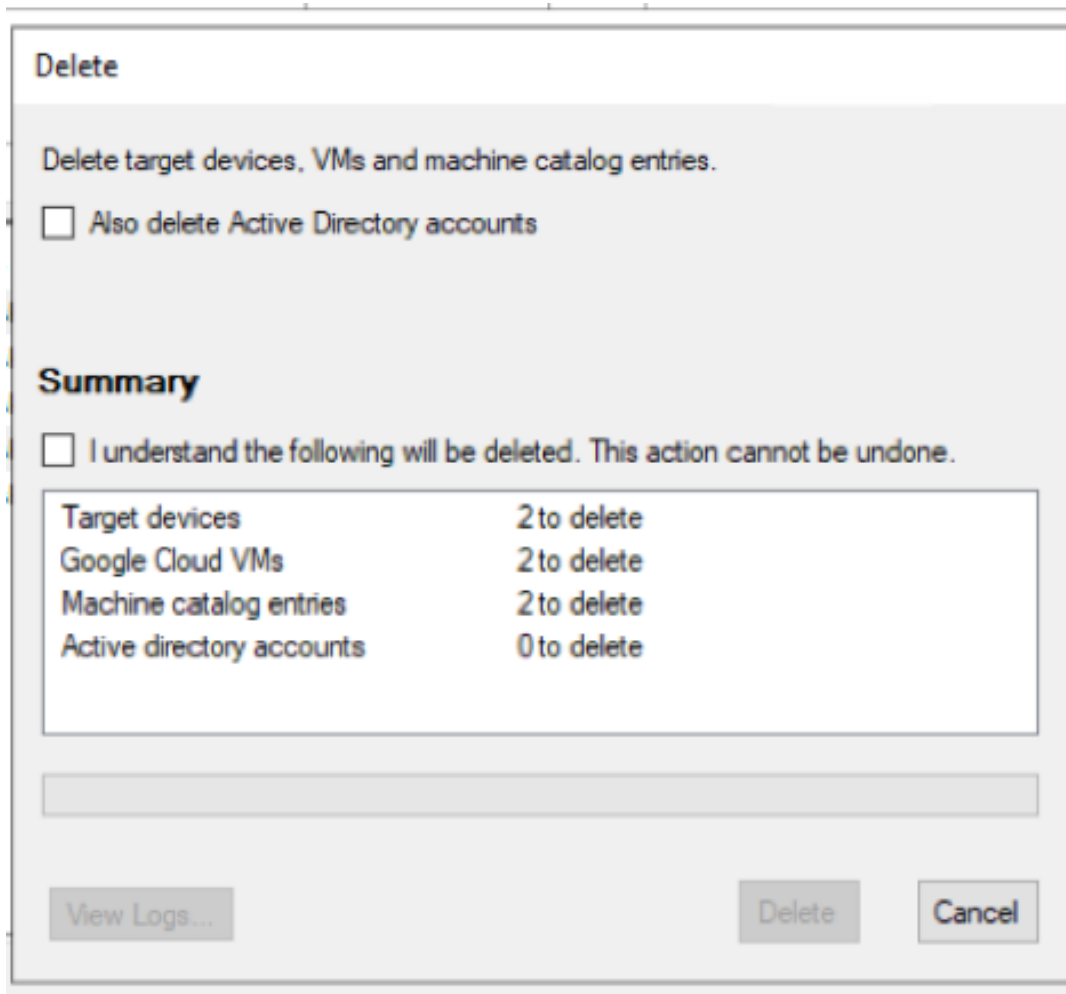 Delete
Delete target devices, VMs and machine catalog entries.
Also delete Active Directory accounts
Summary
I understand the following will be deleted. This action cannot be undone.
Target devices 2 to delete
Google Cloud VMs 2 to delete
Machine catalog entries 2 to delete
Active directory accounts 0 to delete
View Logs... Delete Cancel